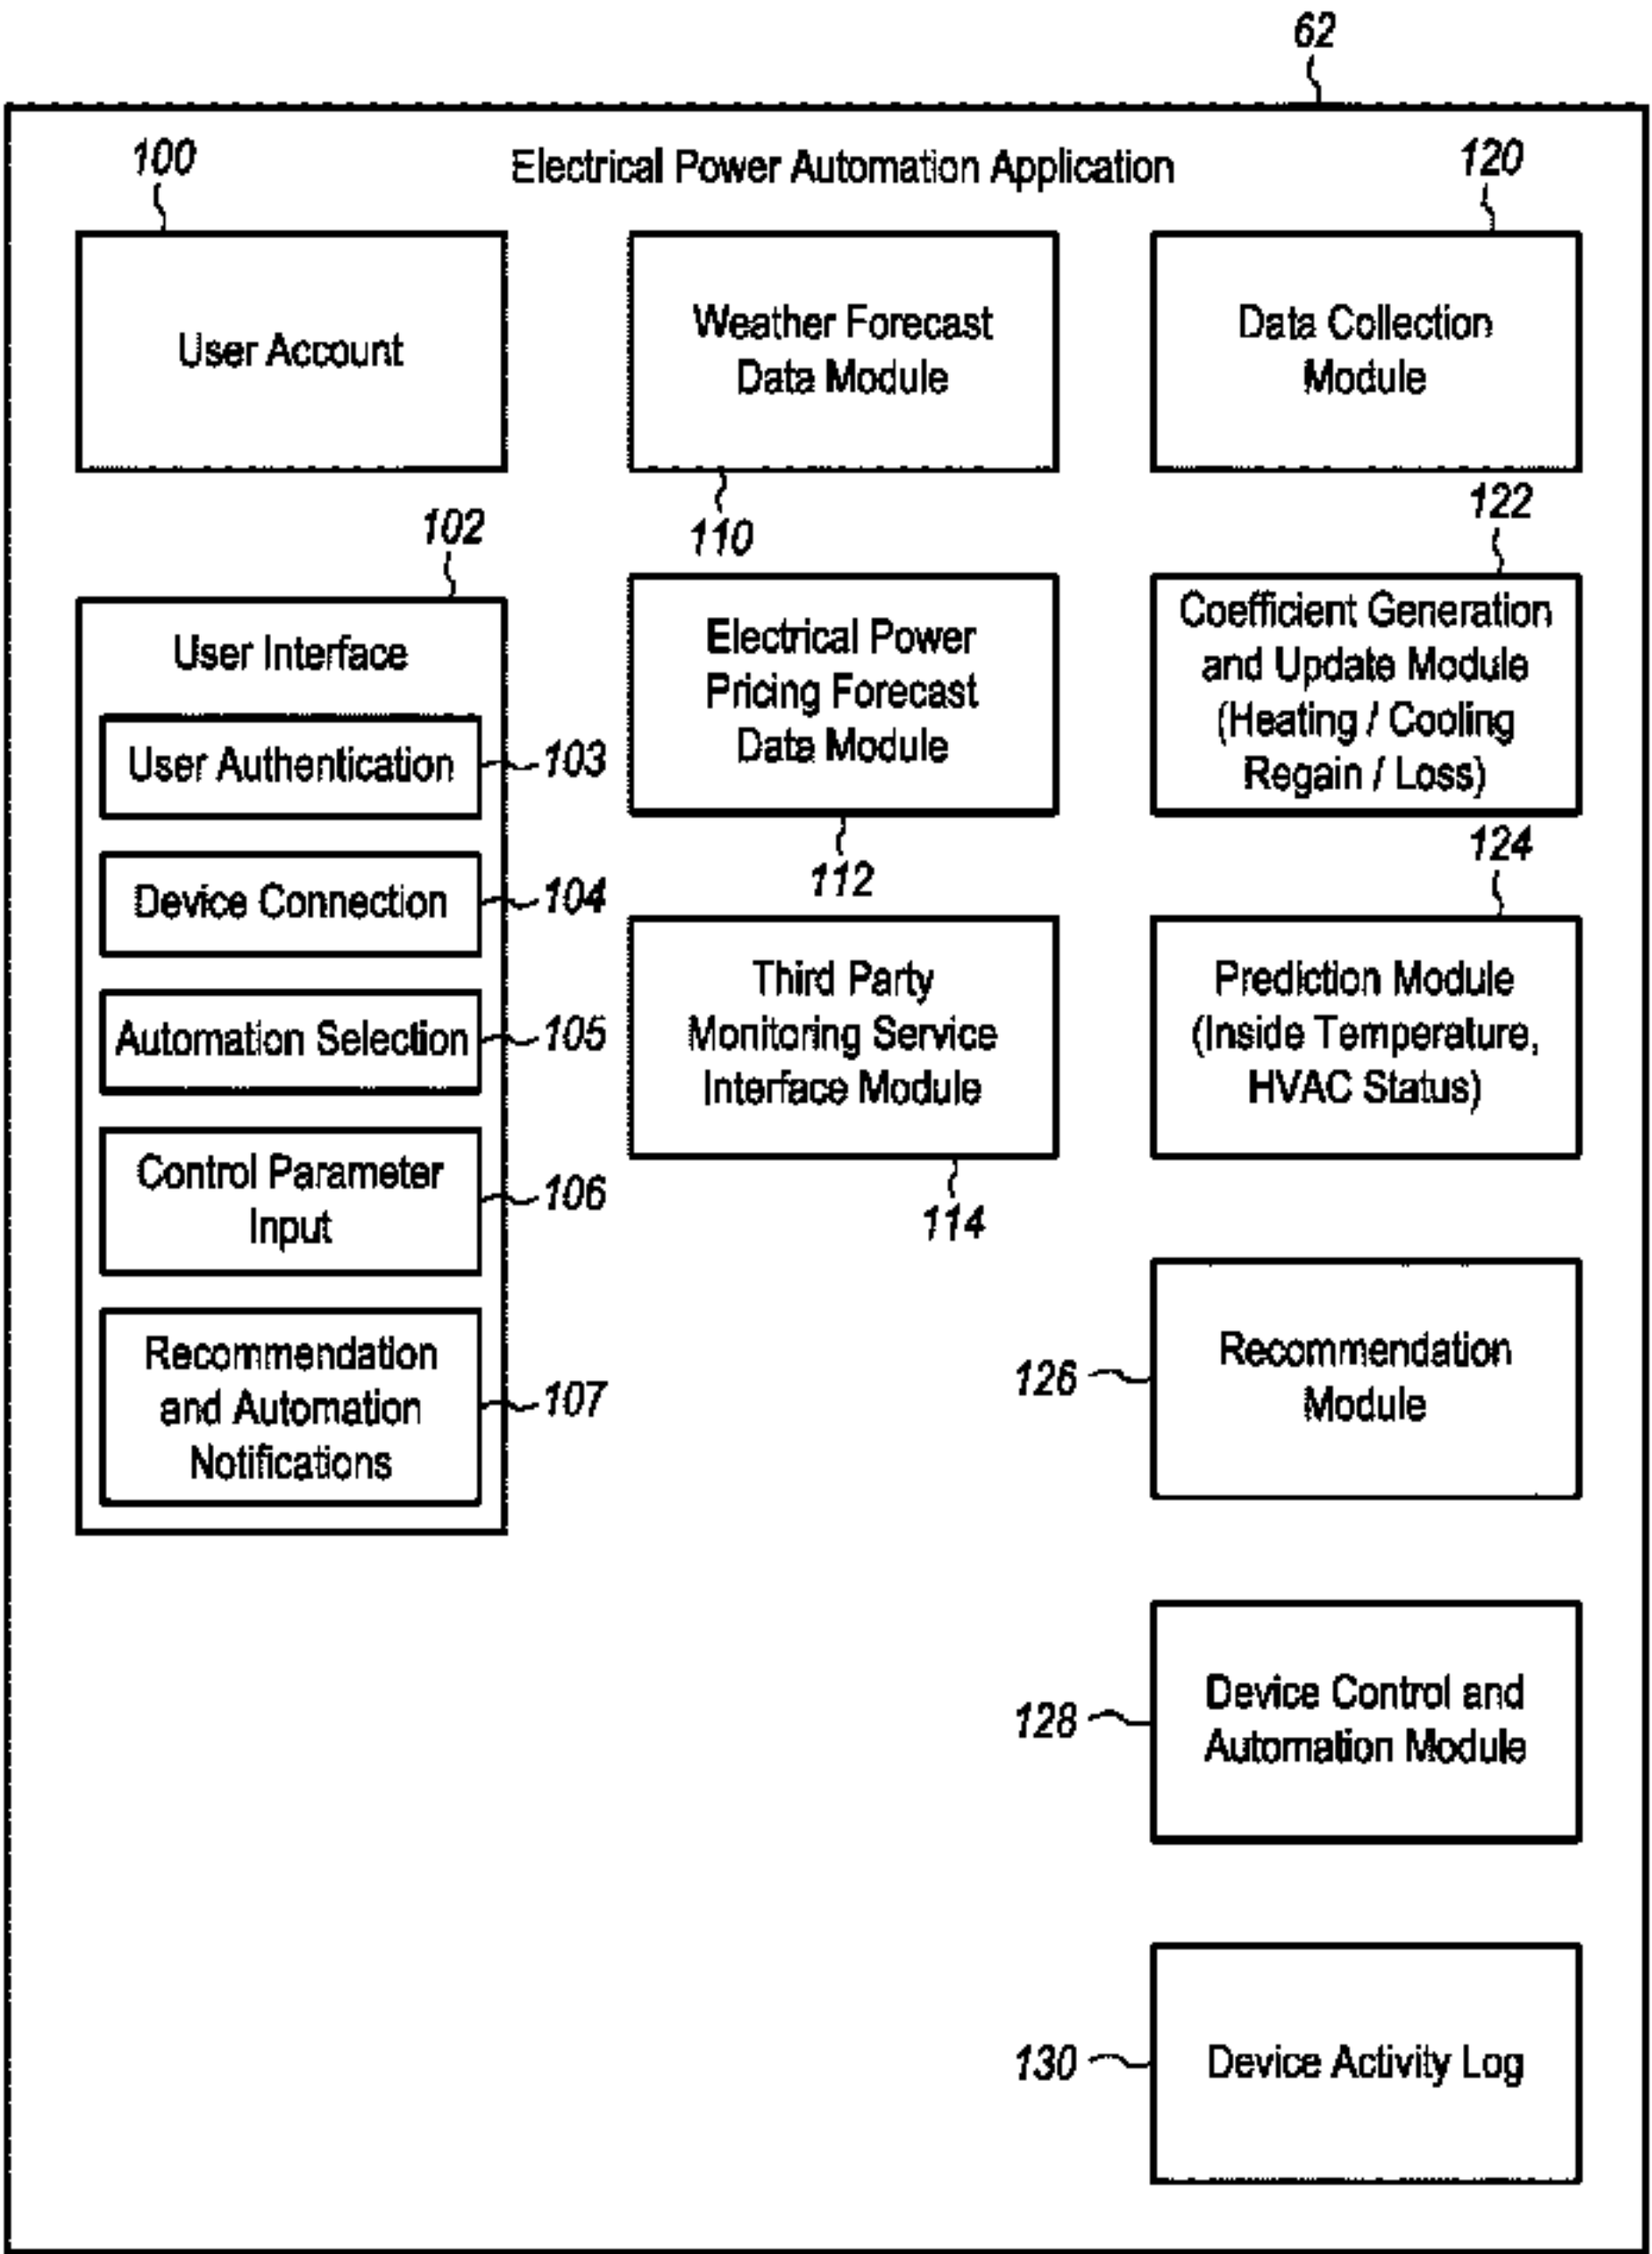 62
Electrical Power Automation Application
100
User Account
102
User Interface
User Authentication
103
Device Connection
104
Automation Selection
105
Control Parameter
Input
106
Recommendation
and Automation
Notifications
107
Weather Forecast
Data Module
110
Electrical Power
Pricing Forecast
Data Module
112
Third Party
Monitoring Service
Interface Module
114
120
Data Collection
Module
122
Coefficient Generation
and Update Module
(Heating / Cooling
Regain / Loss)
124
Prediction Module
(Inside Temperature,
HVAC Status)
126
Recommendation
Module
128
Device Control and
Automation Module
130
Device Activity Log